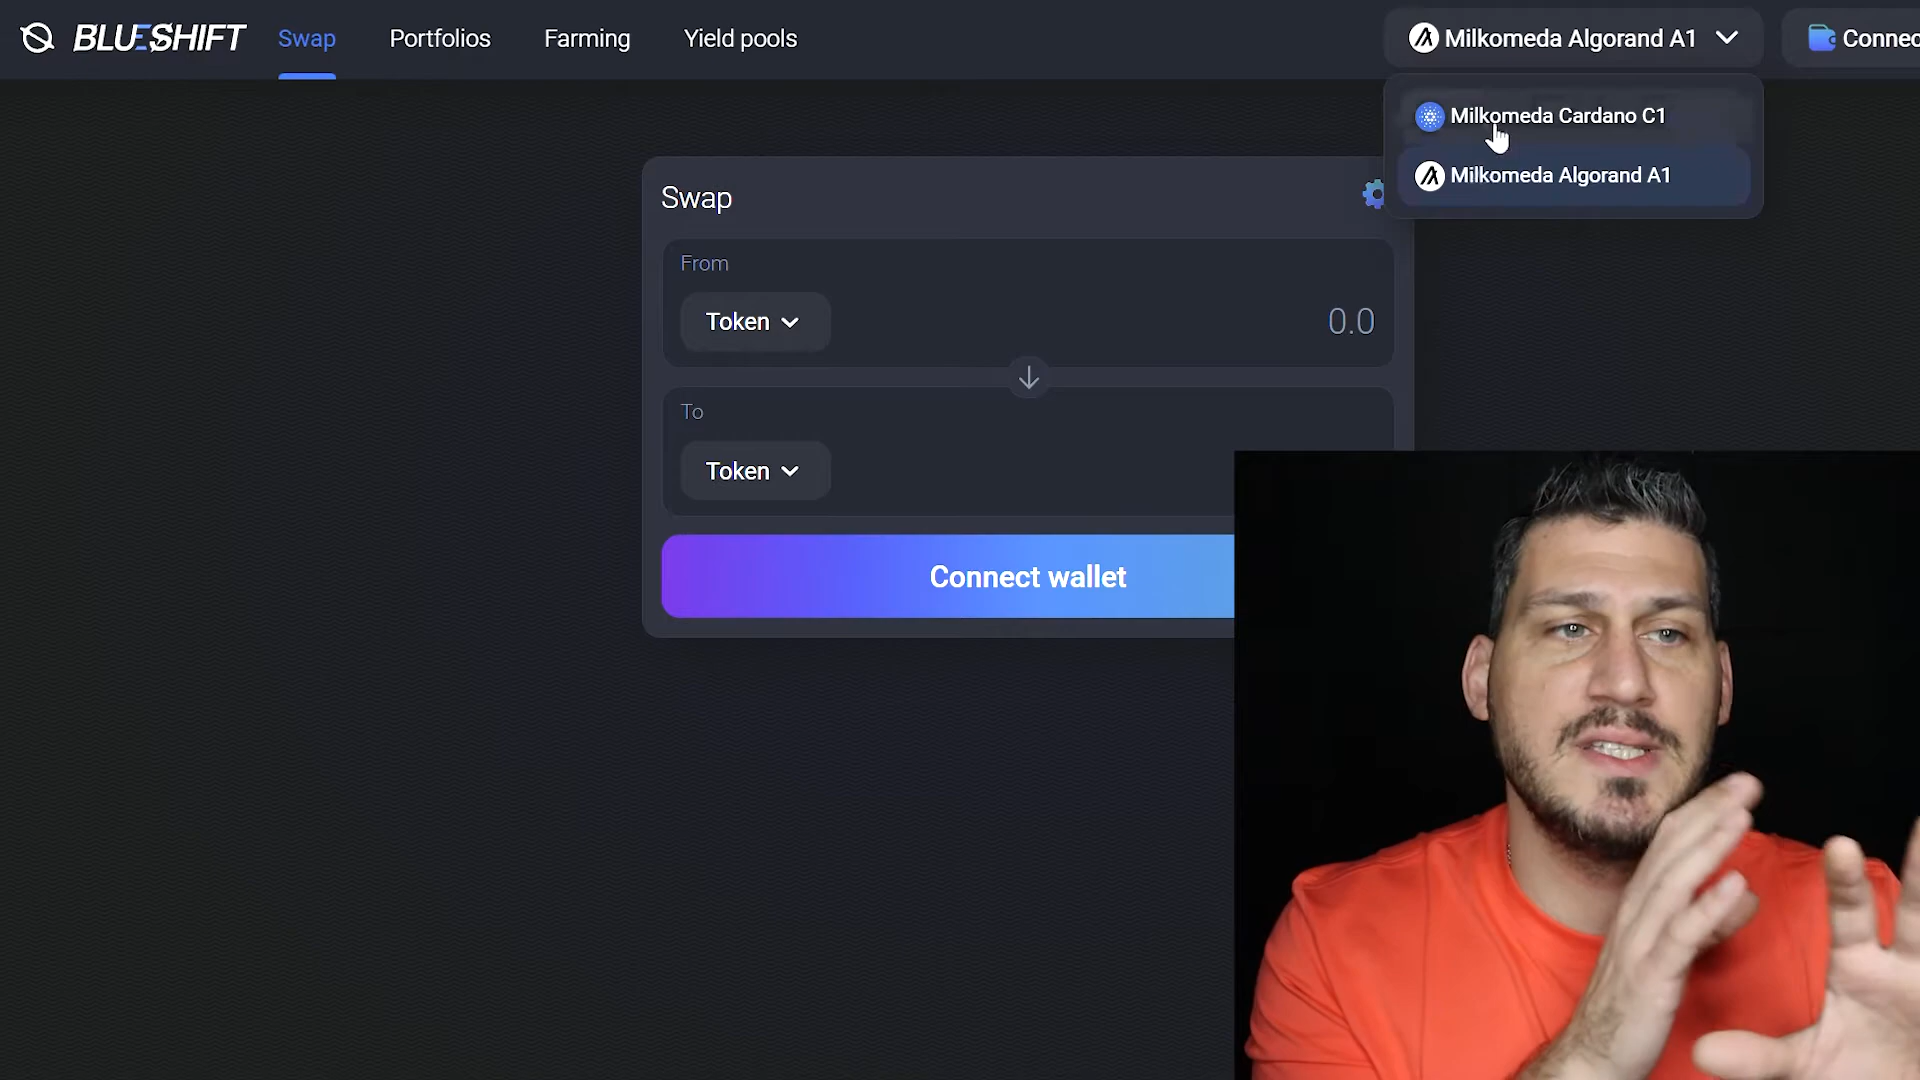 BLUESHIFT
Swap
Portfolios
Farming
Yield pools
Milkomeda Algorand A1
Connec
Milkomeda Cardano C1
Milkomeda Algorand A1
Swap
From
Token
0.0
To
Token
Connect wallet